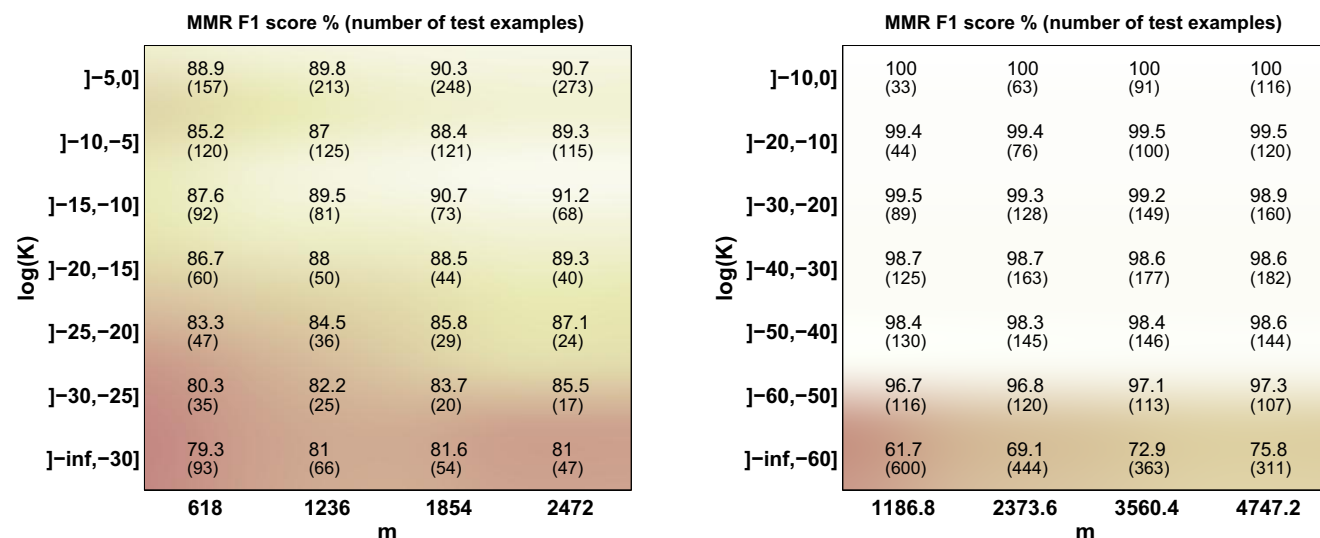 MMR F1 score % (number of test examples)
]−5,0] 88.9 89.8 90.3 90.7
(157) (213) (248) (273)
]−10,−5] 85.2 87 88.4 89.3
(120) (125) (121) (115)
]−15,−10] 87.6 89.5 90.7 91.2
(92) (81) (73) (68)
]−20,−15] 86.7 88 88.5 89.3
(60) (50) (44) (40)
]−25,−20] 83.3 84.5 85.8 87.1
(47) (36) (29) (24)
]−30,−25] 80.3 82.2 83.7 85.5
(35) (25) (20) (17)
]−inf,−30] 79.3 81 81.6 81
(93) (66) (54) (47)
log(K)
618 1236 1854 2472
m
MMR F1 score % (number of test examples)
]−10,0] 100 100 100 100
(33) (63) (91) (116)
]−20,−10] 99.4 99.4 99.5 99.5
(44) (76) (100) (120)
]−30,−20] 99.5 99.3 99.2 98.9
(89) (128) (149) (160)
]−40,−30] 98.7 98.7 98.6 98.6
(125) (163) (177) (182)
]−50,−40] 98.4 98.3 98.4 98.6
(130) (145) (146) (144)
]−60,−50] 96.7 96.8 97.1 97.3
(116) (120) (113) (107)
]−inf,−60] 61.7 69.1 72.9 75.8
(600) (444) (363) (311)
log(K)
1186.8 2373.6 3560.4 4747.2
m